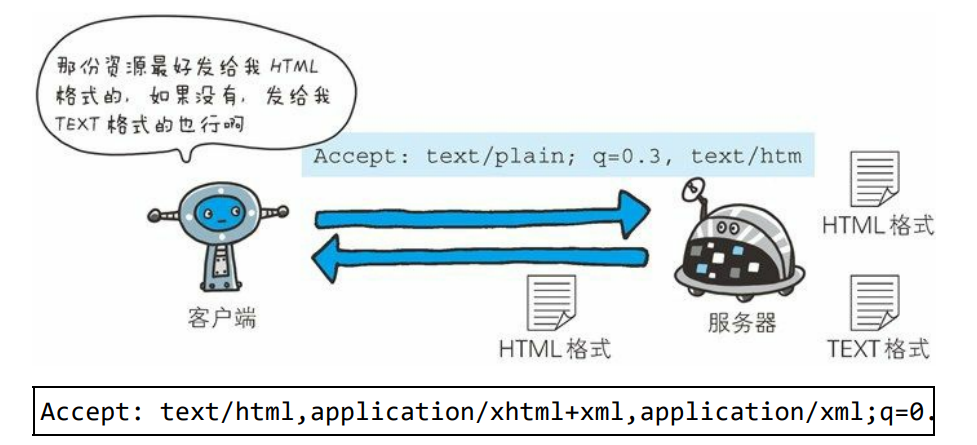 那份资源最好发给我 HTML
格式的，如果没有，发给我
TEXT 格式的也行啊
Accept: text/plain; q=0.3, text/htm
HTML 格式
客户端
服务器
HTML 格式
TEXT 格式
Accept: text/html,application/xhtml+xml,application/xml;q=0.